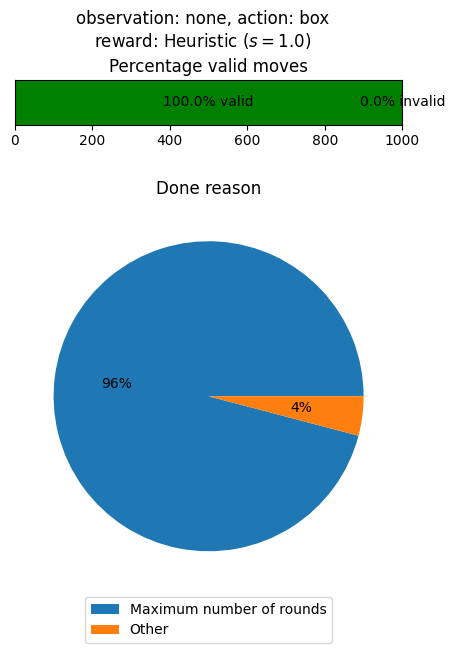 observation: none, action: box
reward: Heuristic (s = 1.0)
Percentage valid moves
100.0% valid 0.0% invalid
0 200 400 600 800 1000
Done reason
96%
4%
Maximum number of rounds
Other